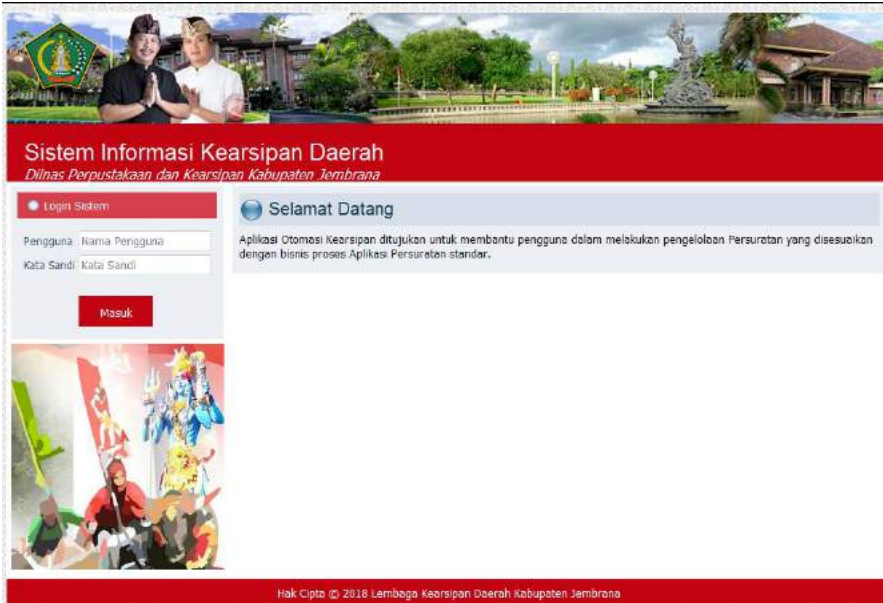 Sistem Informasi Kearsipan Daerah
Diinas Perpustakaan dan Kearsipan Kabupaten Jembrana
Login Sistem
Pengguna Nama Pengguna
Kata Sandi Kata Sandi
Masuk
Selamat Datang
Aplikasi Otomasi Kearsipan ditujukan untuk membantu pengguna dalam melakukan pengelolaan Persuratan yang disesuaikan
dengan bisnis proses Aplikasi Persuratan standar.
Hak Cipta © 2018 Lembaga Kearsipan Daerah Kabupaten Jembrana